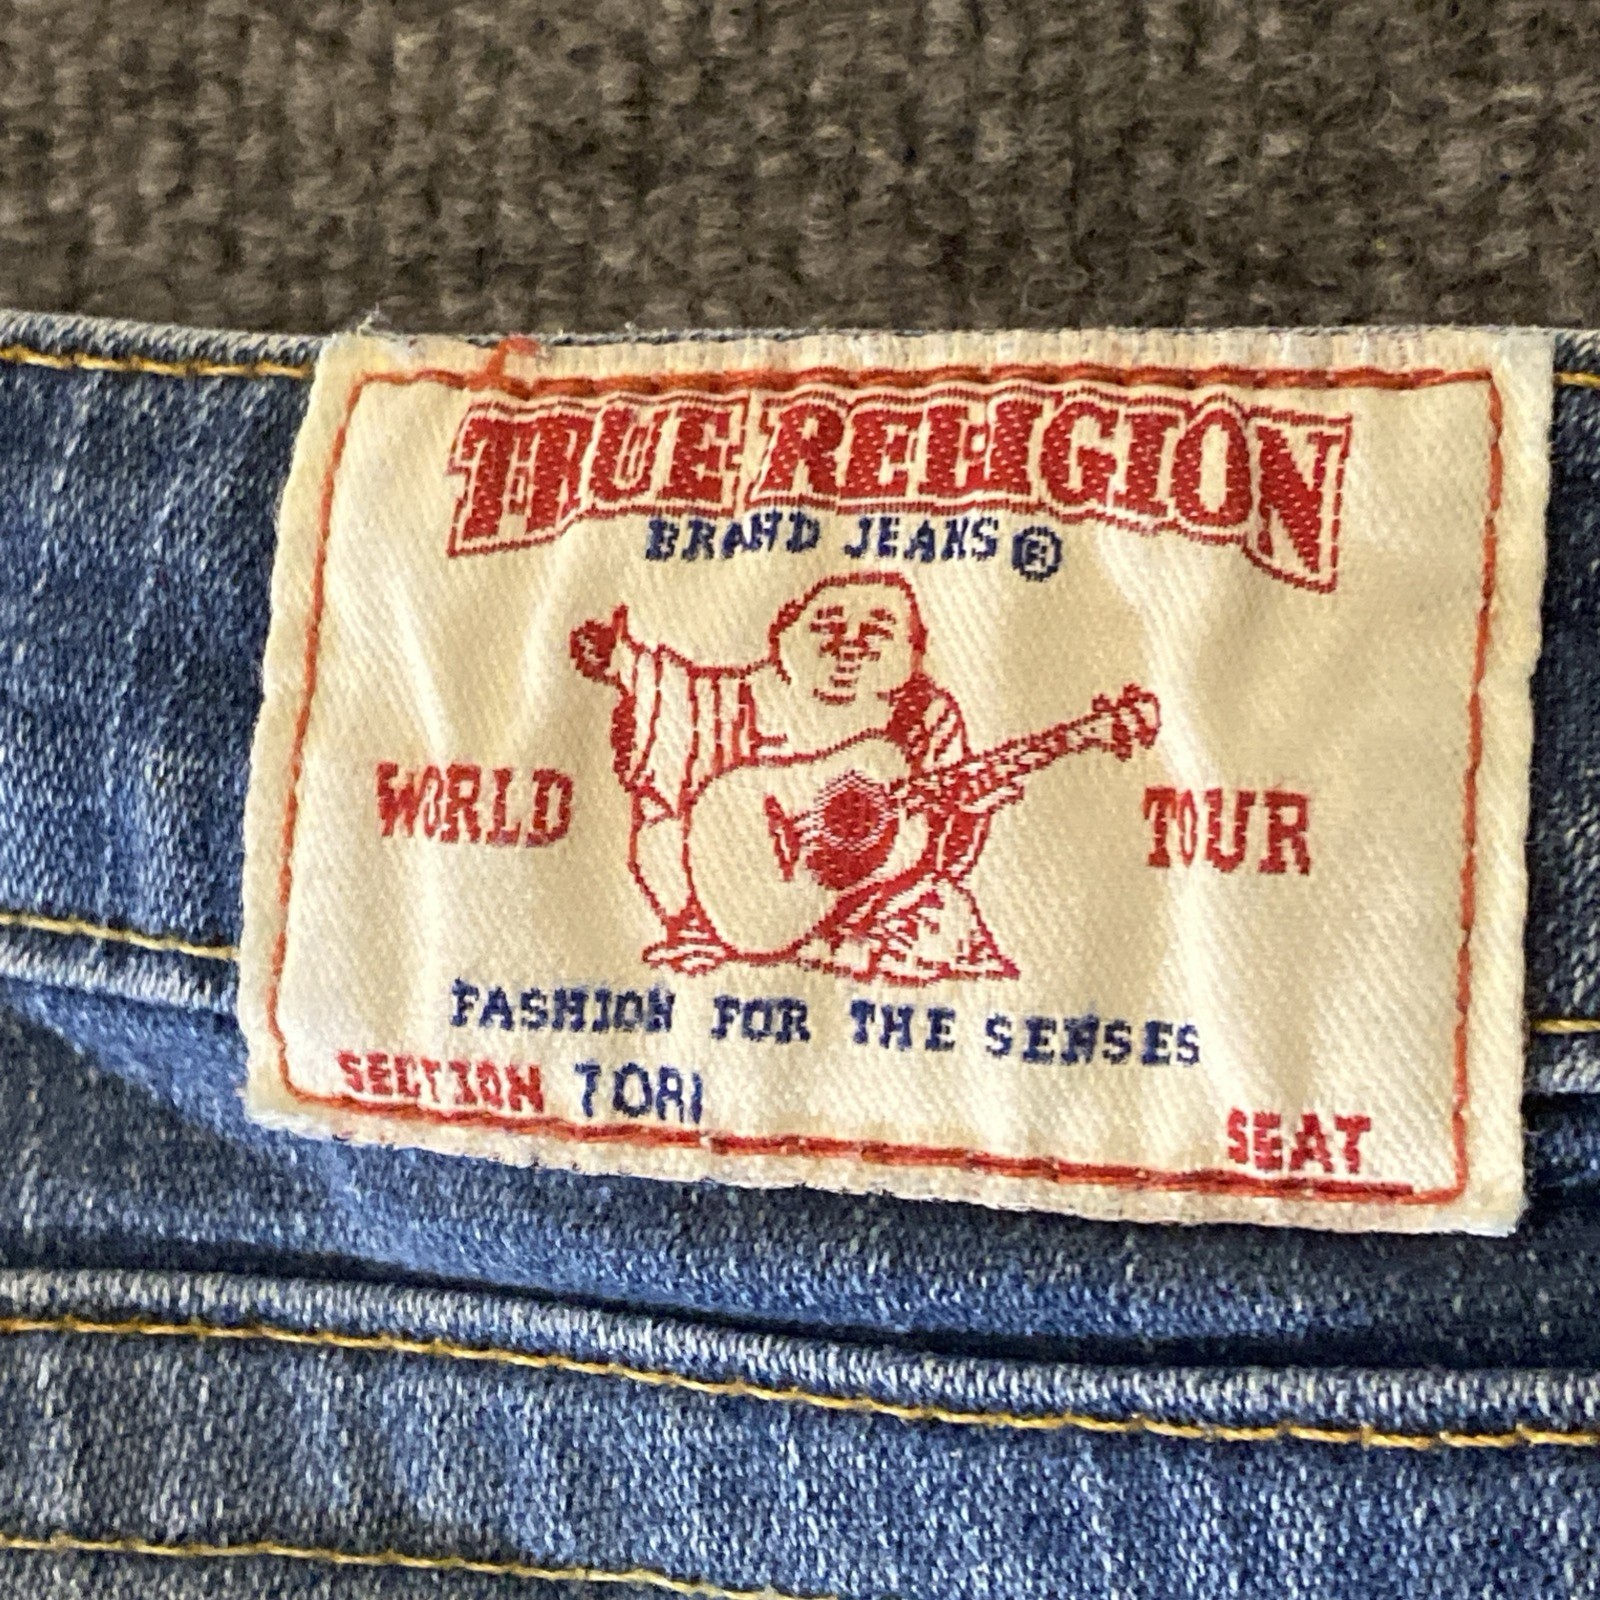 TRUE RELIGION
BRAND JEANS®
WORLD TOUR
FASHION FOR THE SENSES
SECTION TORI
SEAT